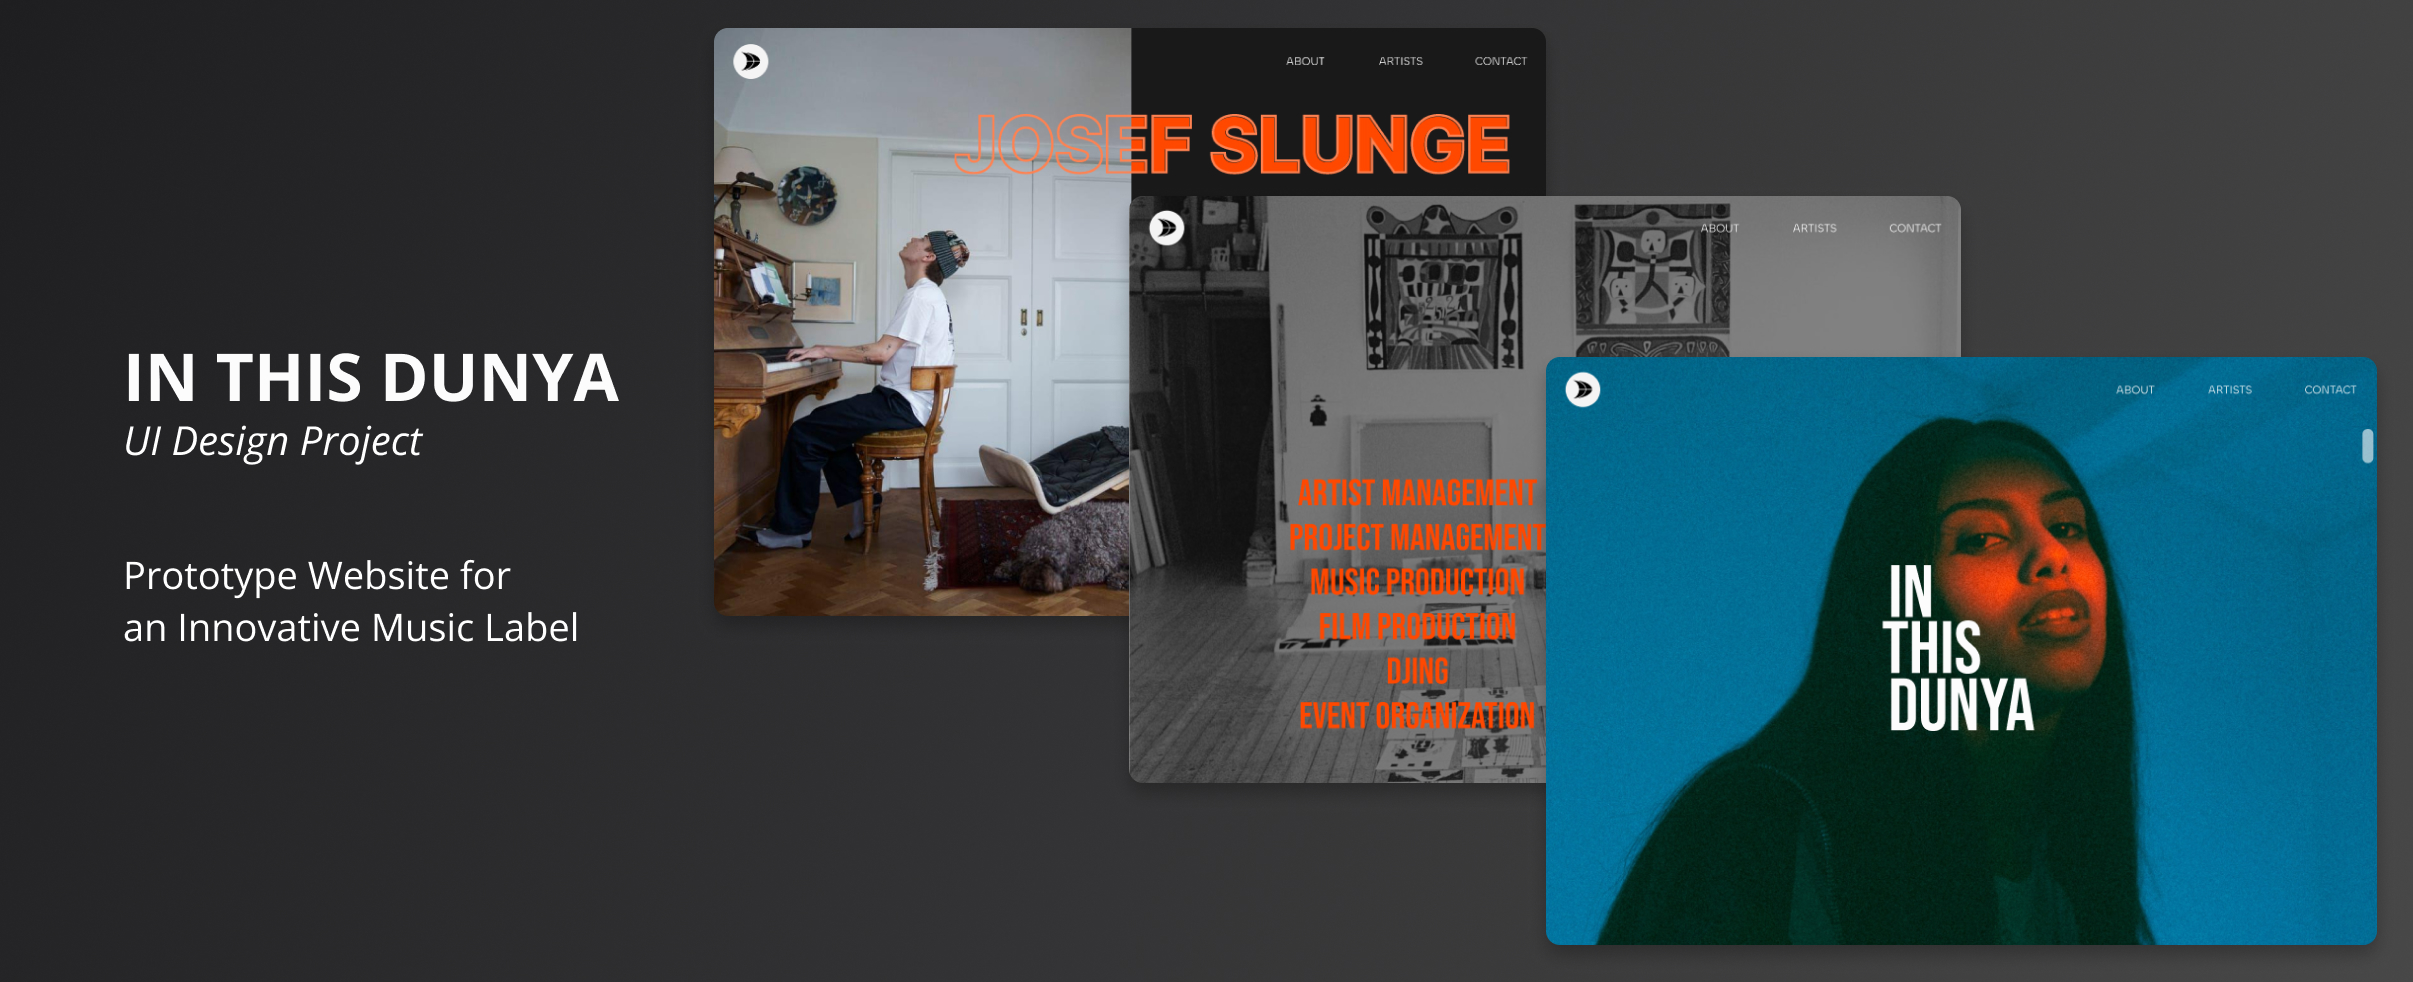 IN THIS DUNYA
UI Design Project
Prototype Website for
an Innovative Music Label
ABOUT ARTISTS CONTACT
JOSEF SLUNGE
ABOUT ARTISTS CONTACT
ARTIST MANAGEMENT
PROJECT MANAGEMENT
MUSIC PRODUCTION
FILM PRODUCTION
DJING
EVENT ORGANIZATION
ABOUT ARTISTS CONTACT
IN
THIS
DUNYA